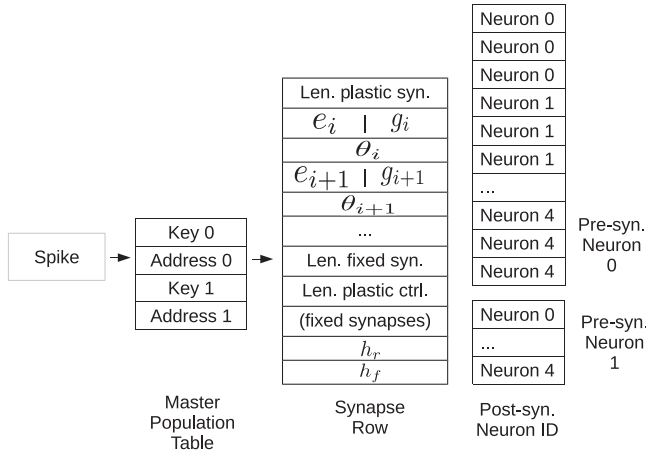 Spike
Key 0
Address 0
Key 1
Address 1
Master
Population
Table
Len. plastic syn.
e_i | g_i
θ_i
e_{i+1} | g_{i+1}
θ_{i+1}
...
Len. fixed syn.
Len. plastic ctrl.
(fixed synapses)
h_r
h_f
Synapse
Row
Neuron 0
Neuron 0
Neuron 0
Neuron 1
Neuron 1
Neuron 1
...
Neuron 4
Neuron 4
Neuron 4
Pre-syn.
Neuron
0
Neuron 0
...
Neuron 4
Pre-syn.
Neuron
1
Post-syn.
Neuron ID